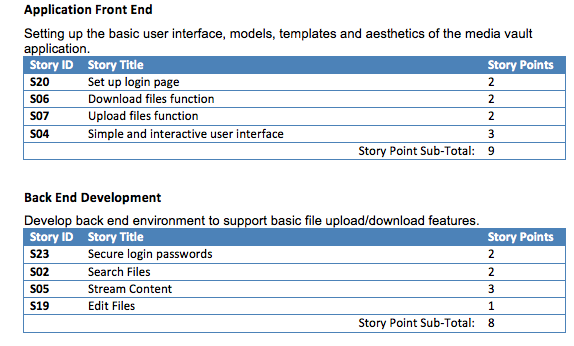 Application Front End
Setting up the basic user interface, models, templates and aesthetics of the media vault
application.
Story ID Story Title Story Points
S20 Set up login page 2
S06 Download files function 2
S07 Upload files function 2
S04 Simple and interactive user interface 3
Story Point Sub-Total: 9
Back End Development
Develop back end environment to support basic file upload/download features.
Story ID Story Title Story Points
S23 Secure login passwords 2
S02 Search Files 2
S05 Stream Content 3
S19 Edit Files 1
Story Point Sub-Total: 8